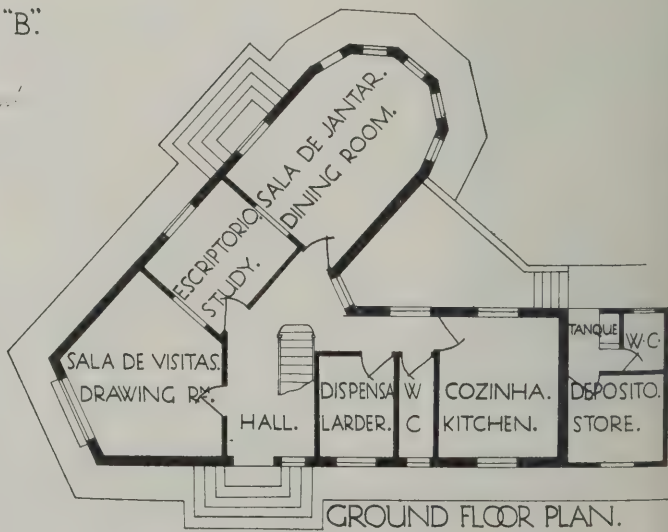 "B".
SALA DE JANTAR.
DINING ROOM.
ESCRIPTORIO.
STUDY.
SALA DE VISITAS.
DRAWING RM.
HALL.
DISPENSA
LARDER.
W
C
COZINHA.
KITCHEN.
TANQUE
W.C.
DEPOSITO.
STORE.
GROUND FLOOR PLAN.